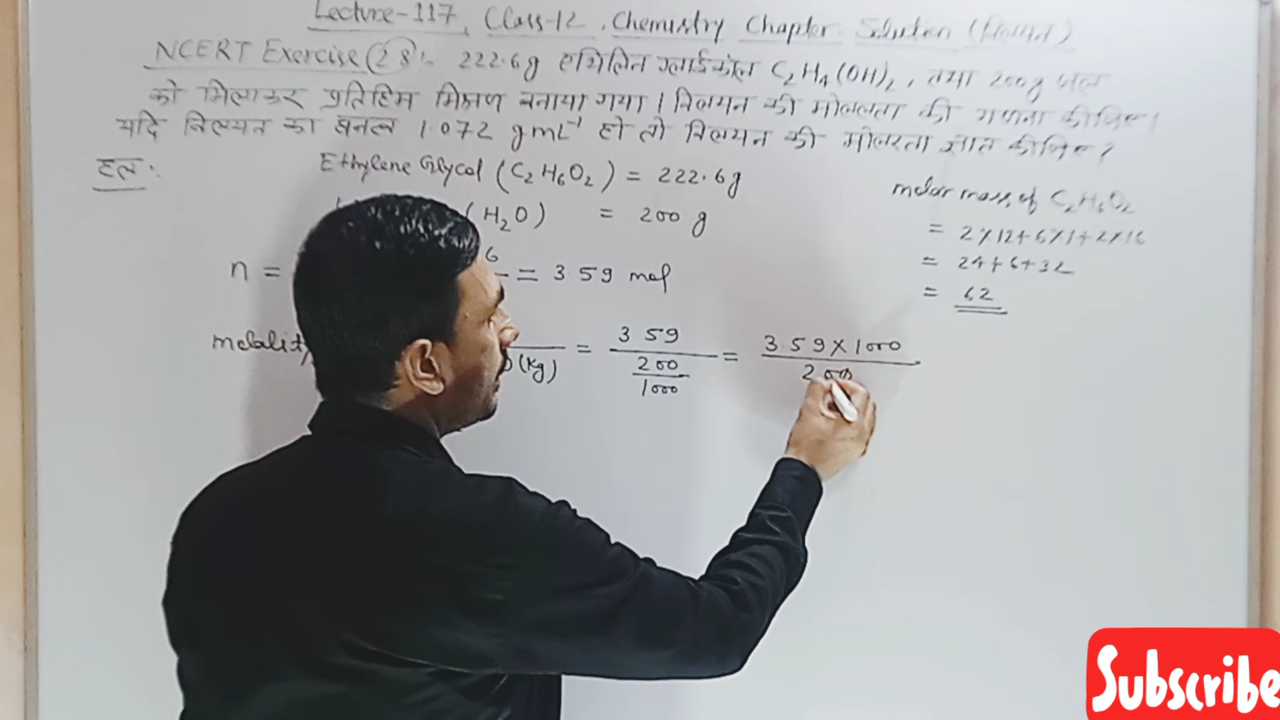 Lecture-117, Class-12, Chemistry Chapter Solution (विलयन)
NCERT Exercise (2 8):- 222.6g एथिलिन ग्लाईकॉल C2H4(OH)2, तथा 200g जल
को मिलाकर प्रतिहिम मिश्रण बनाया गया। विलयन की मोललता की गणना कीजिए।
यदि विलयन का घनत्व 1.072 g mL⁻¹ हो तो विलयन की मोलरता ज्ञात कीजिए?
हल:
Ethylene Glycol (C2H6O2) = 222.6g
(H2O) = 200 g
n = 6 = 3 59 mol
molality (Kg) = 3 59 / 200 / 1000 = 3 59 × 1000 / 200
molar mass of C2H6O2
= 2×12+6×1+2×16
= 24+6+32
= 62
Subscribe